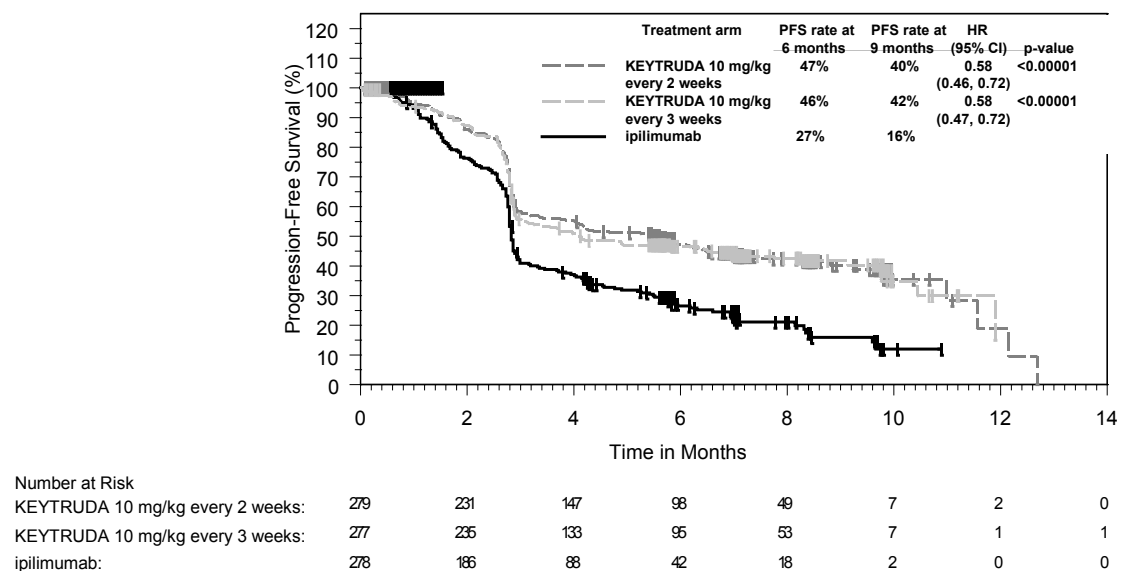 Treatment arm PFS rate at 6 months PFS rate at 9 months HR (95% CI) p-value
KEYTRUDA 10 mg/kg every 2 weeks 47% 40% 0.58 (0.46, 0.72) <0.00001
KEYTRUDA 10 mg/kg every 3 weeks 46% 42% 0.58 (0.47, 0.72) <0.00001
ipilimumab 27% 16%
Progression-Free Survival (%)
120
110
100
90
80
70
60
50
40
30
20
10
0
0 2 4 6 8 10 12 14
Time in Months
Number at Risk
KEYTRUDA 10 mg/kg every 2 weeks: 279 231 147 98 49 7 2 0
KEYTRUDA 10 mg/kg every 3 weeks: 277 235 133 95 53 7 1 1
ipilimumab: 278 186 88 42 18 2 0 0